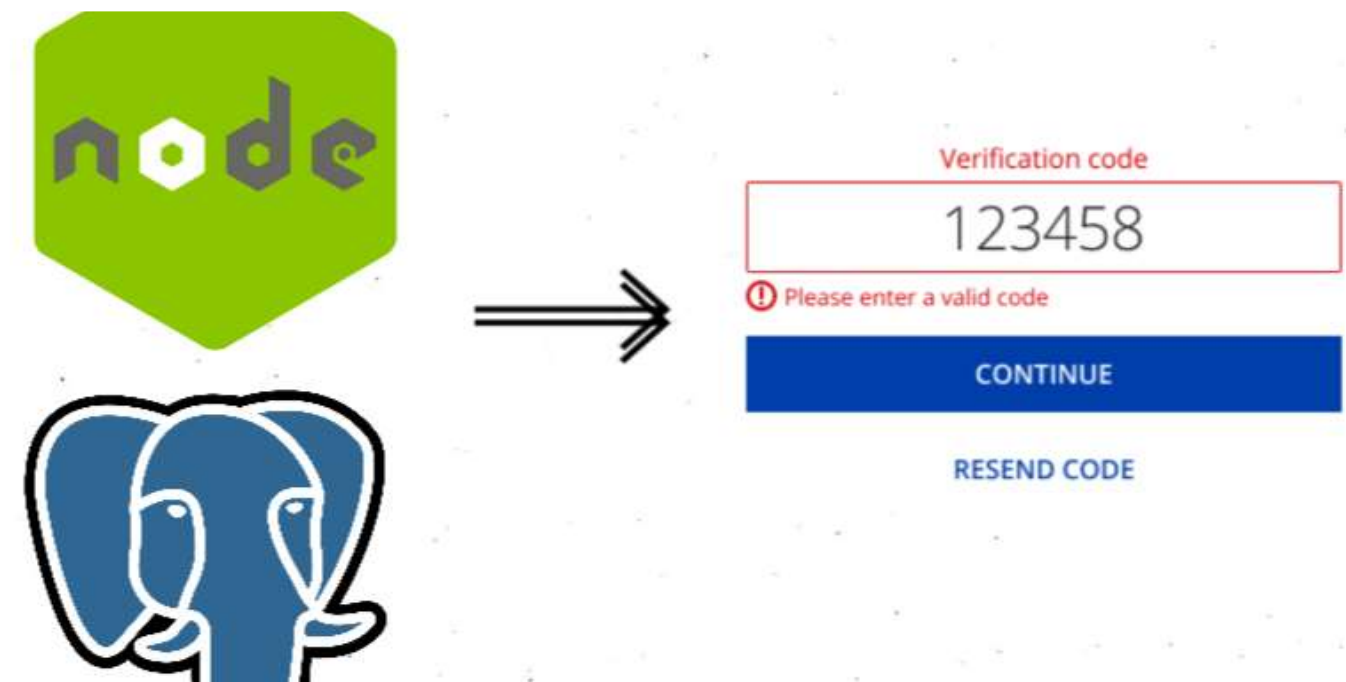 node
Verification code
123458
Please enter a valid code
CONTINUE
RESEND CODE